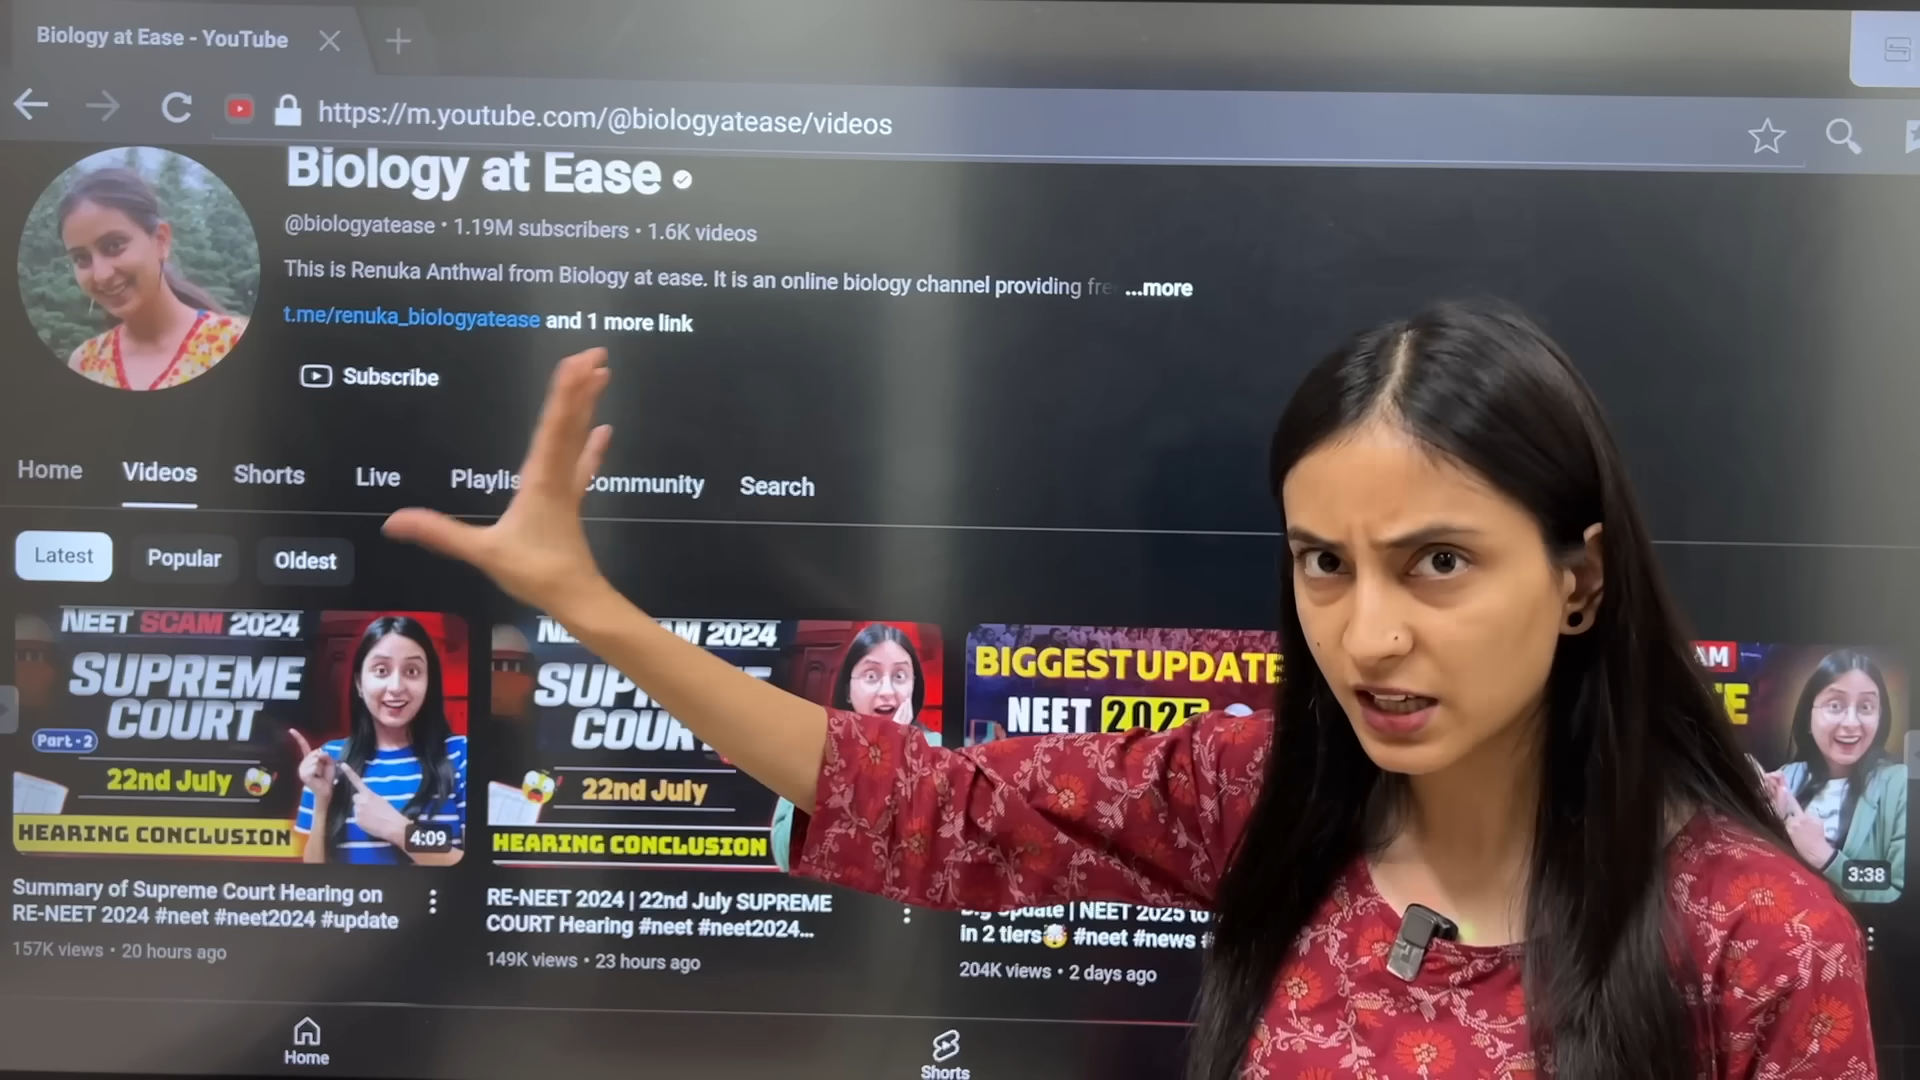 Biology at Ease - YouTube
https://m.youtube.com/@biologyatease/videos
Biology at Ease
@biologyatease • 1.19M subscribers • 1.6K videos
This is Renuka Anthwal from Biology at ease. It is an online biology channel providing fre ...more
t.me/renuka_biologyatease and 1 more link
Subscribe
Home Videos Shorts Live Playlis ommunity Search
Latest Popular Oldest
NEET SCAM 2024
SUPREME
COURT
Part-2
22nd July
HEARING CONCLUSION
4:09
AM 2024
SUP
COUR
22nd July
HEARING CONCLUSION
BIGGEST UPDATE
NEET 2025
AM
E
3:38
Summary of Supreme Court Hearing on
RE-NEET 2024 #neet #neet2024 #update
157K views • 20 hours ago
RE-NEET 2024 | 22nd July SUPREME
COURT Hearing #neet #neet2024...
149K views • 23 hours ago
Big Update | NEET 2025 to
in 2 tiers🤯 #neet #news #
204K views • 2 days ago
Home
Shorts